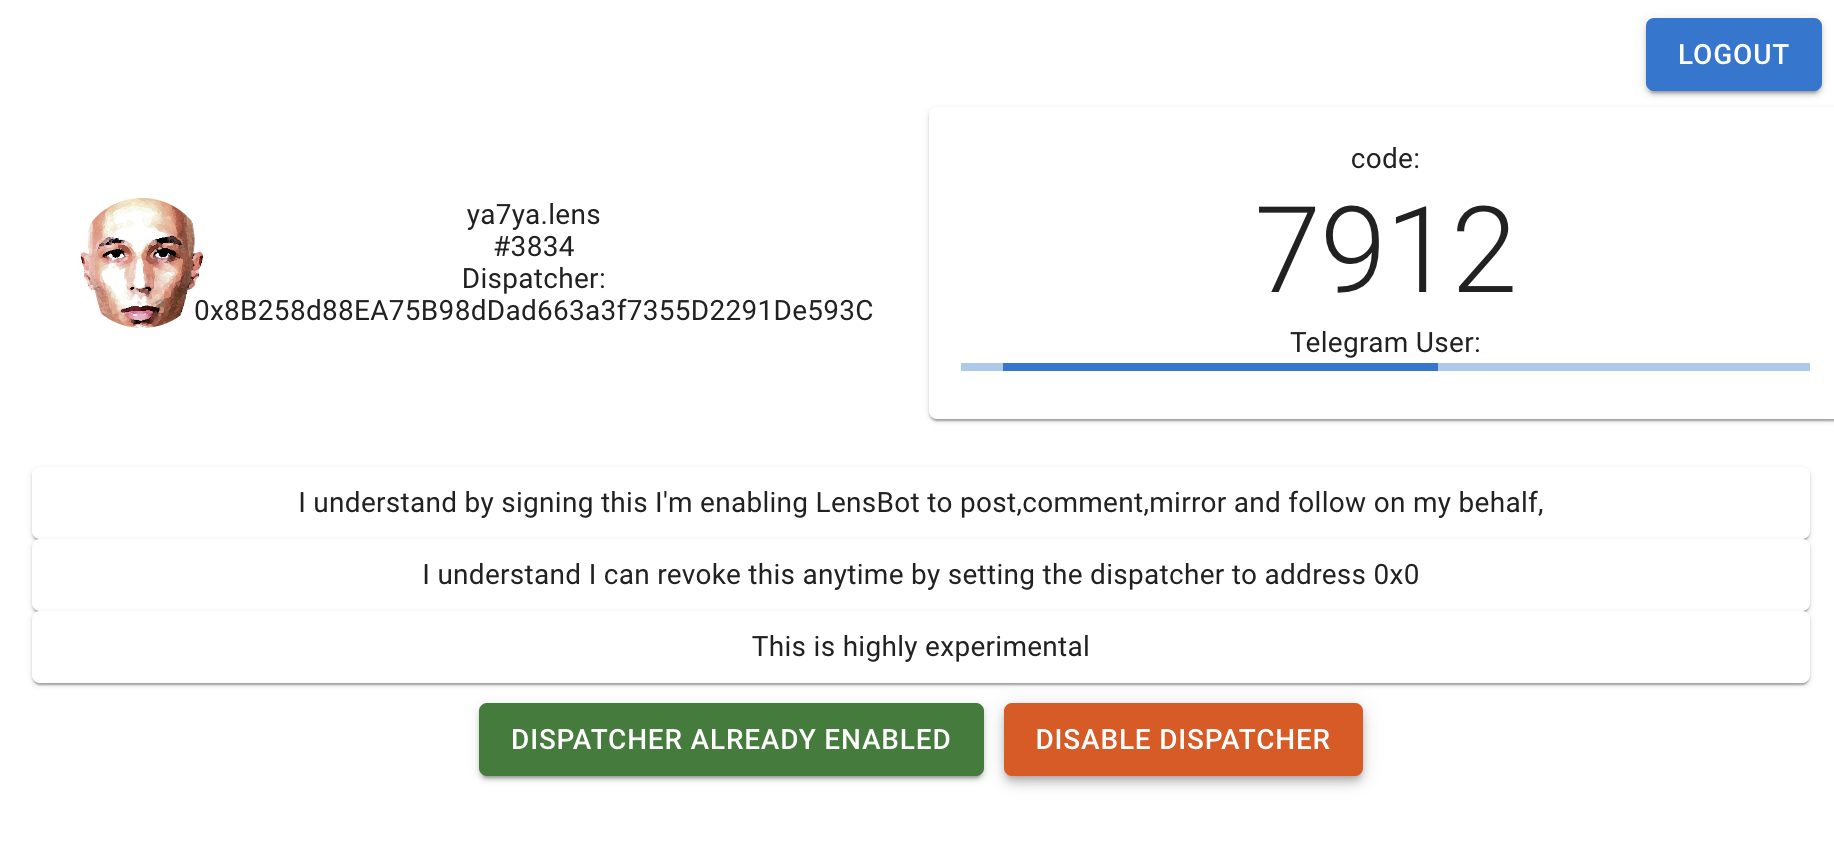 LOGOUT
ya7ya.lens
#3834
Dispatcher:
0x8B258d88EA75B98dDad663a3f7355D2291De593C
code:
7912
Telegram User:
I understand by signing this I'm enabling LensBot to post,comment,mirror and follow on my behalf,
I understand I can revoke this anytime by setting the dispatcher to address 0x0
This is highly experimental
DISPATCHER ALREADY ENABLED
DISABLE DISPATCHER